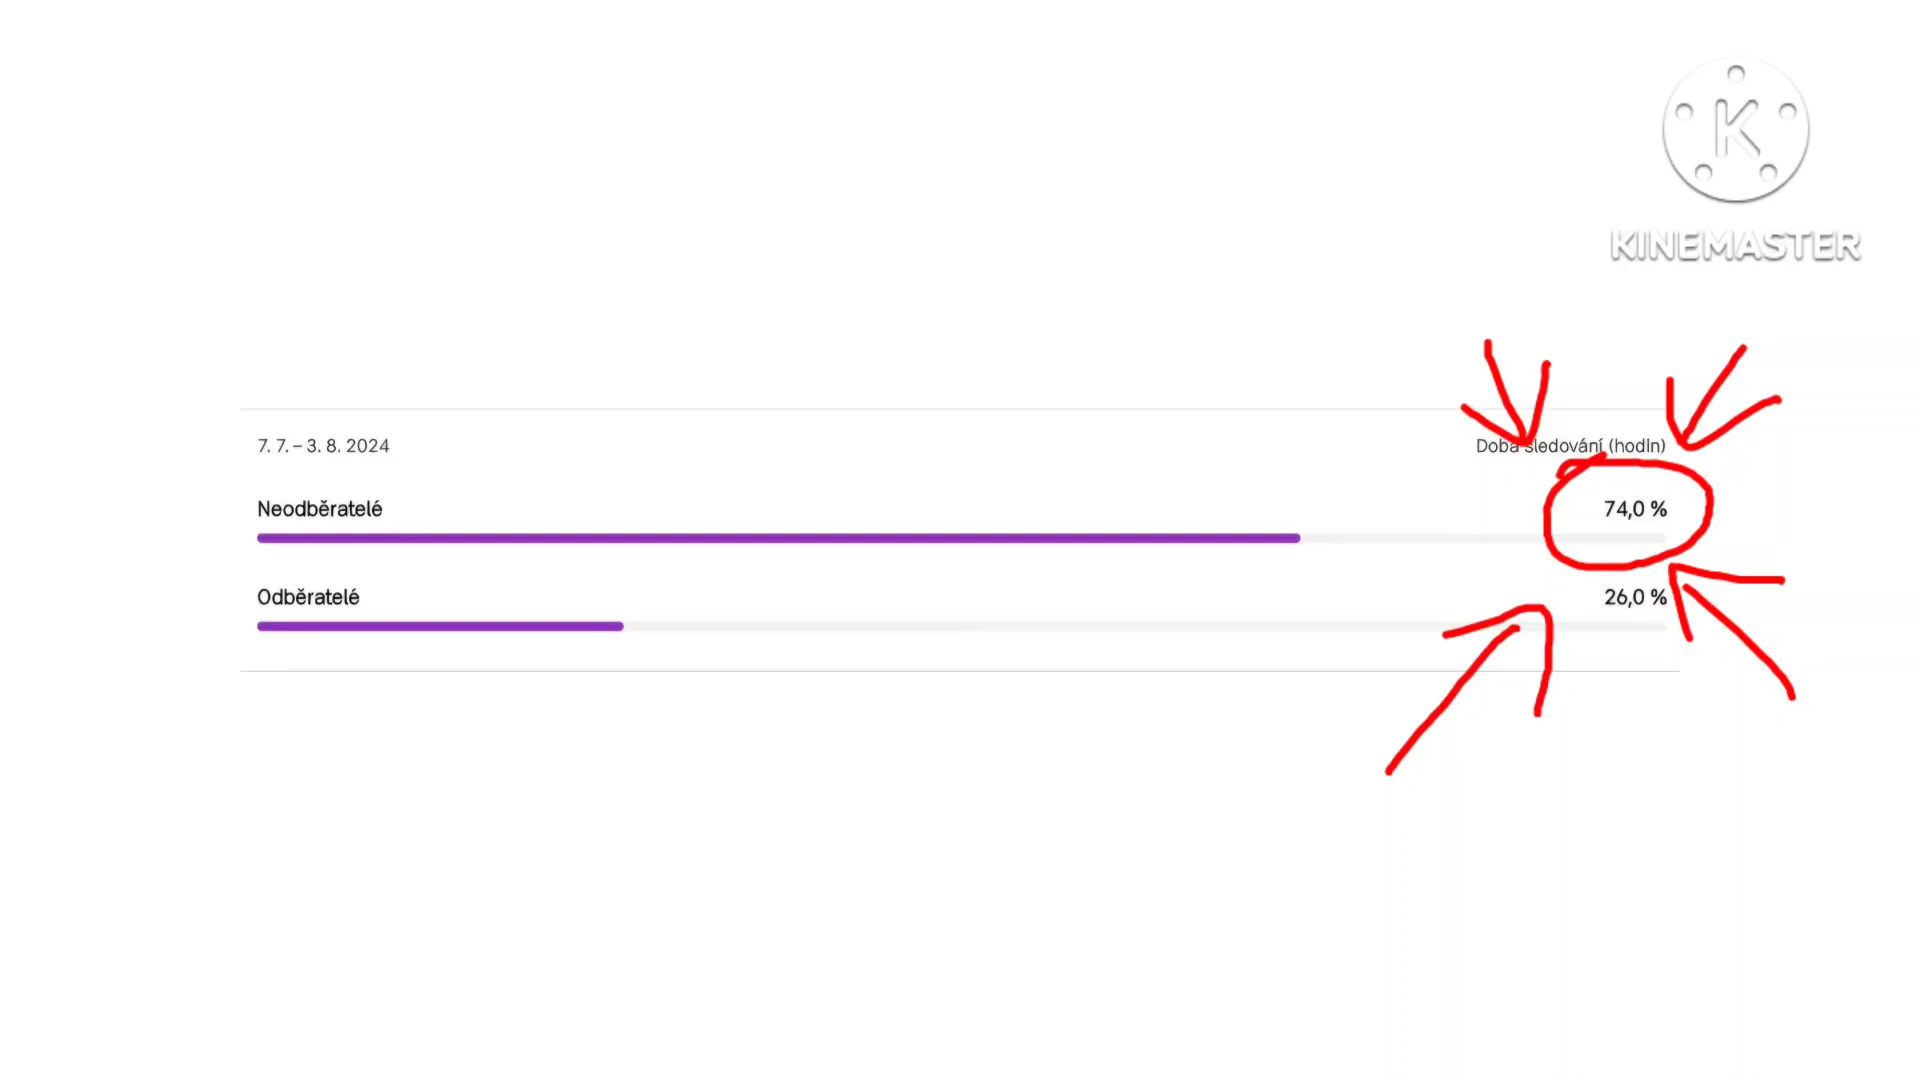 K
KINEMASTER
7. 7. – 3. 8. 2024
Doba sledování (hodin)
Neodběratelé
74,0 %
Odběratelé
26,0 %